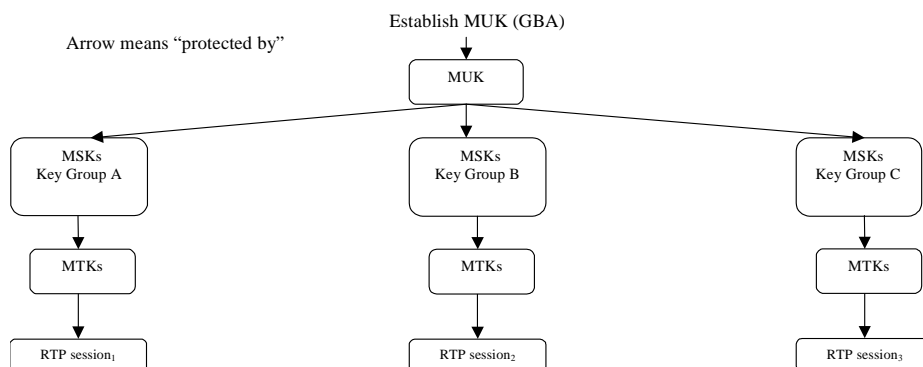 Establish MUK (GBA)
Arrow means “protected by”
MUK
MSKs
Key Group A
MSKs
Key Group B
MSKs
Key Group C
MTKs
MTKs
MTKs
RTP session₁
RTP session₂
RTP session₃